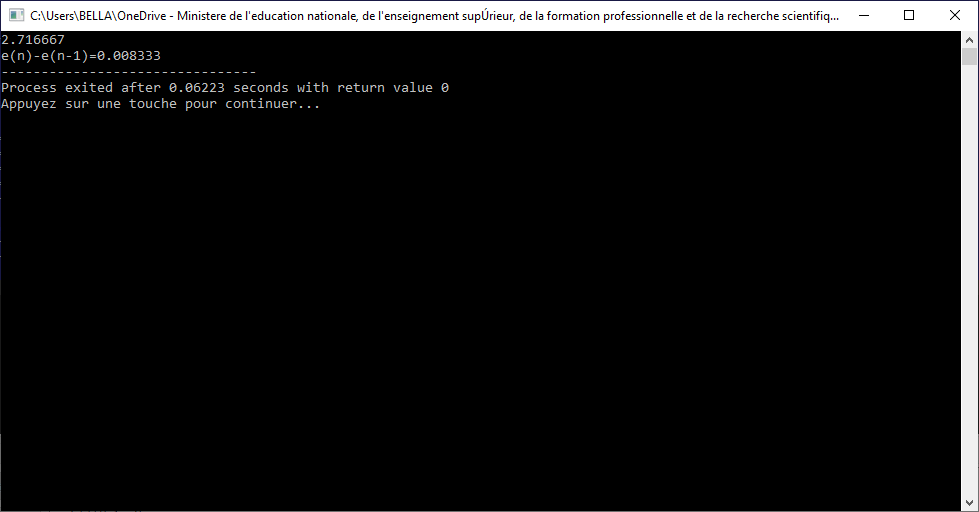 C:\Users\BELLA\OneDrive - Ministere de l'education nationale, de l'enseignement supÚrieur, de la formation professionnelle et de la recherche scientifiq...
2.716667
e(n)-e(n-1)=0.008333
--------------------------------
Process exited after 0.06223 seconds with return value 0
Appuyez sur une touche pour continuer...